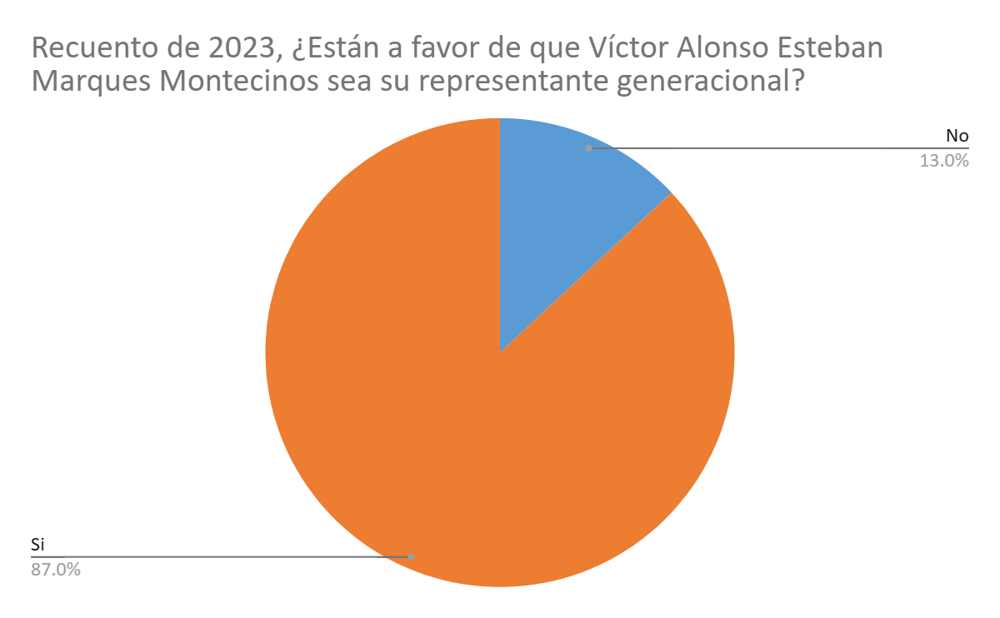 Recuento de 2023, ¿Están a favor de que Víctor Alonso Esteban
Marques Montecinos sea su representante generacional?
No
13.0%
Si
87.0%